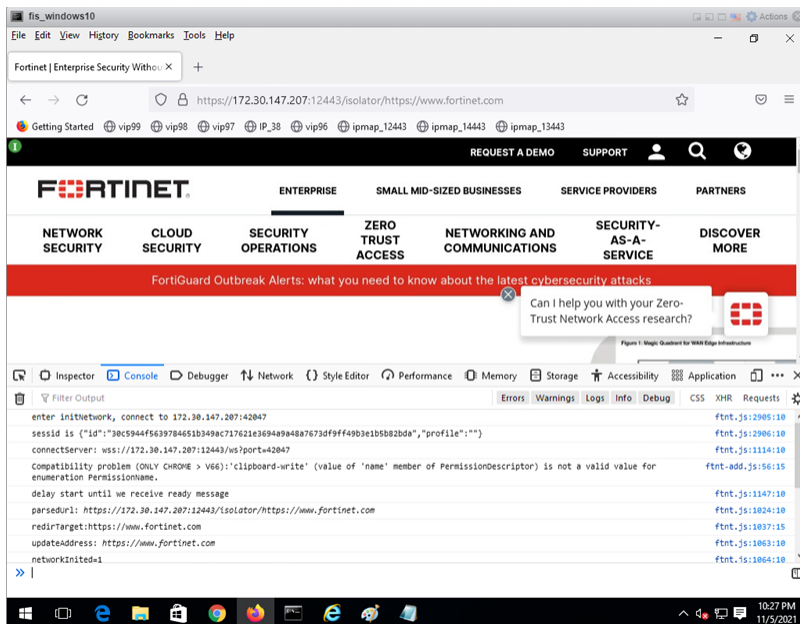 fis_windows10
Actions
File Edit View History Bookmarks Tools Help
Fortinet | Enterprise Security Withou
https://172.30.147.207:12443/isolator/https://www.fortinet.com
Getting Started vip99 vip98 vip97 IP_38 vip96 ipmap_12443 ipmap_14443 ipmap_13443
I
REQUEST A DEMO SUPPORT
FORTINET
ENTERPRISE SMALL MID-SIZED BUSINESSES SERVICE PROVIDERS PARTNERS
NETWORK SECURITY
CLOUD SECURITY
SECURITY OPERATIONS
ZERO TRUST ACCESS
NETWORKING AND COMMUNICATIONS
SECURITY-AS-A-SERVICE
DISCOVER MORE
FortiGuard Outbreak Alerts: what you need to know about the latest cybersecurity attacks
Can I help you with your Zero-
Trust Network Access research?
Figure 1: Magic Quadrant for WAN Edge Infrastructure
Inspector Console Debugger Network Style Editor Performance Memory Storage Accessibility Application
Filter Output Errors Warnings Logs Info Debug CSS XHR Requests
enter initNetwork, connect to 172.30.147.207:42047 ftnt.js:2905:10
sessid is {"id":"30c5944f5639784651b349ac717621e3694a9a48a7673df9ff49b3e1b5b82bda","profile":""} ftnt.js:2906:10
connectServer: wss://172.30.147.207:12443/ws?port=42047 ftnt.js:1114:10
Compatibility problem (ONLY CHROME > V66):'clipboard-write' (value of 'name' member of PermissionDescriptor) is not a valid value for ftnt-add.js:56:15
enumeration PermissionName.
delay start until we receive ready message ftnt.js:1147:10
parsedUrl: https://172.30.147.207:12443/isolator/https://www.fortinet.com ftnt.js:1024:10
redirTarget:https://www.fortinet.com ftnt.js:1037:15
updateAddress: https://www.fortinet.com ftnt.js:1063:10
networkInited=1 ftnt.js:1064:10
10:27 PM
11/5/2021